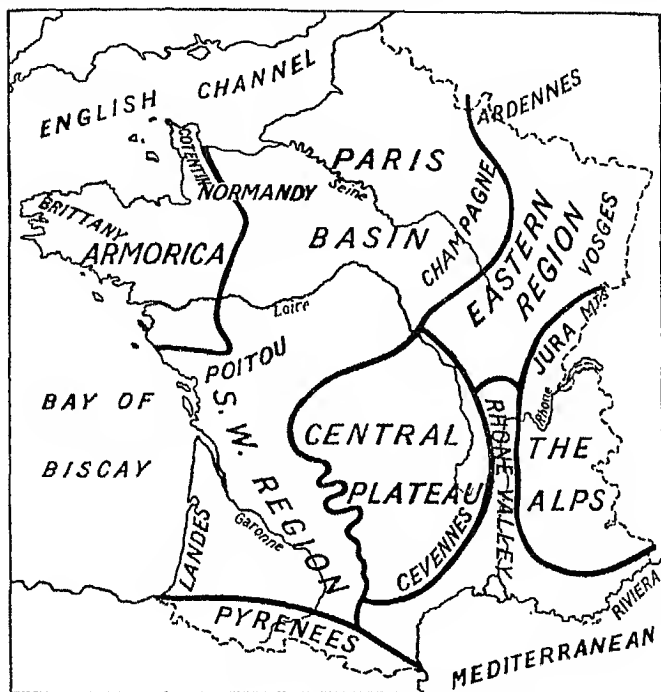 ENGLISH CHANNEL
ARDENNES
COTENTIN
PARIS
NORMANDY
Seine
CHAMPAGNE
BRITTANY
ARMORICA
BASIN
EASTERN
REGION
VOSGES
Loire
JURA MTS
POITOU
Rhone
BAY OF
BISCAY
S. W. REGION
CENTRAL
PLATEAU
RHONE VALLEY
THE
ALPS
LANDES
Garonne
CEVENNES
PYRENEES
RIVIERA
MEDITERRANEAN